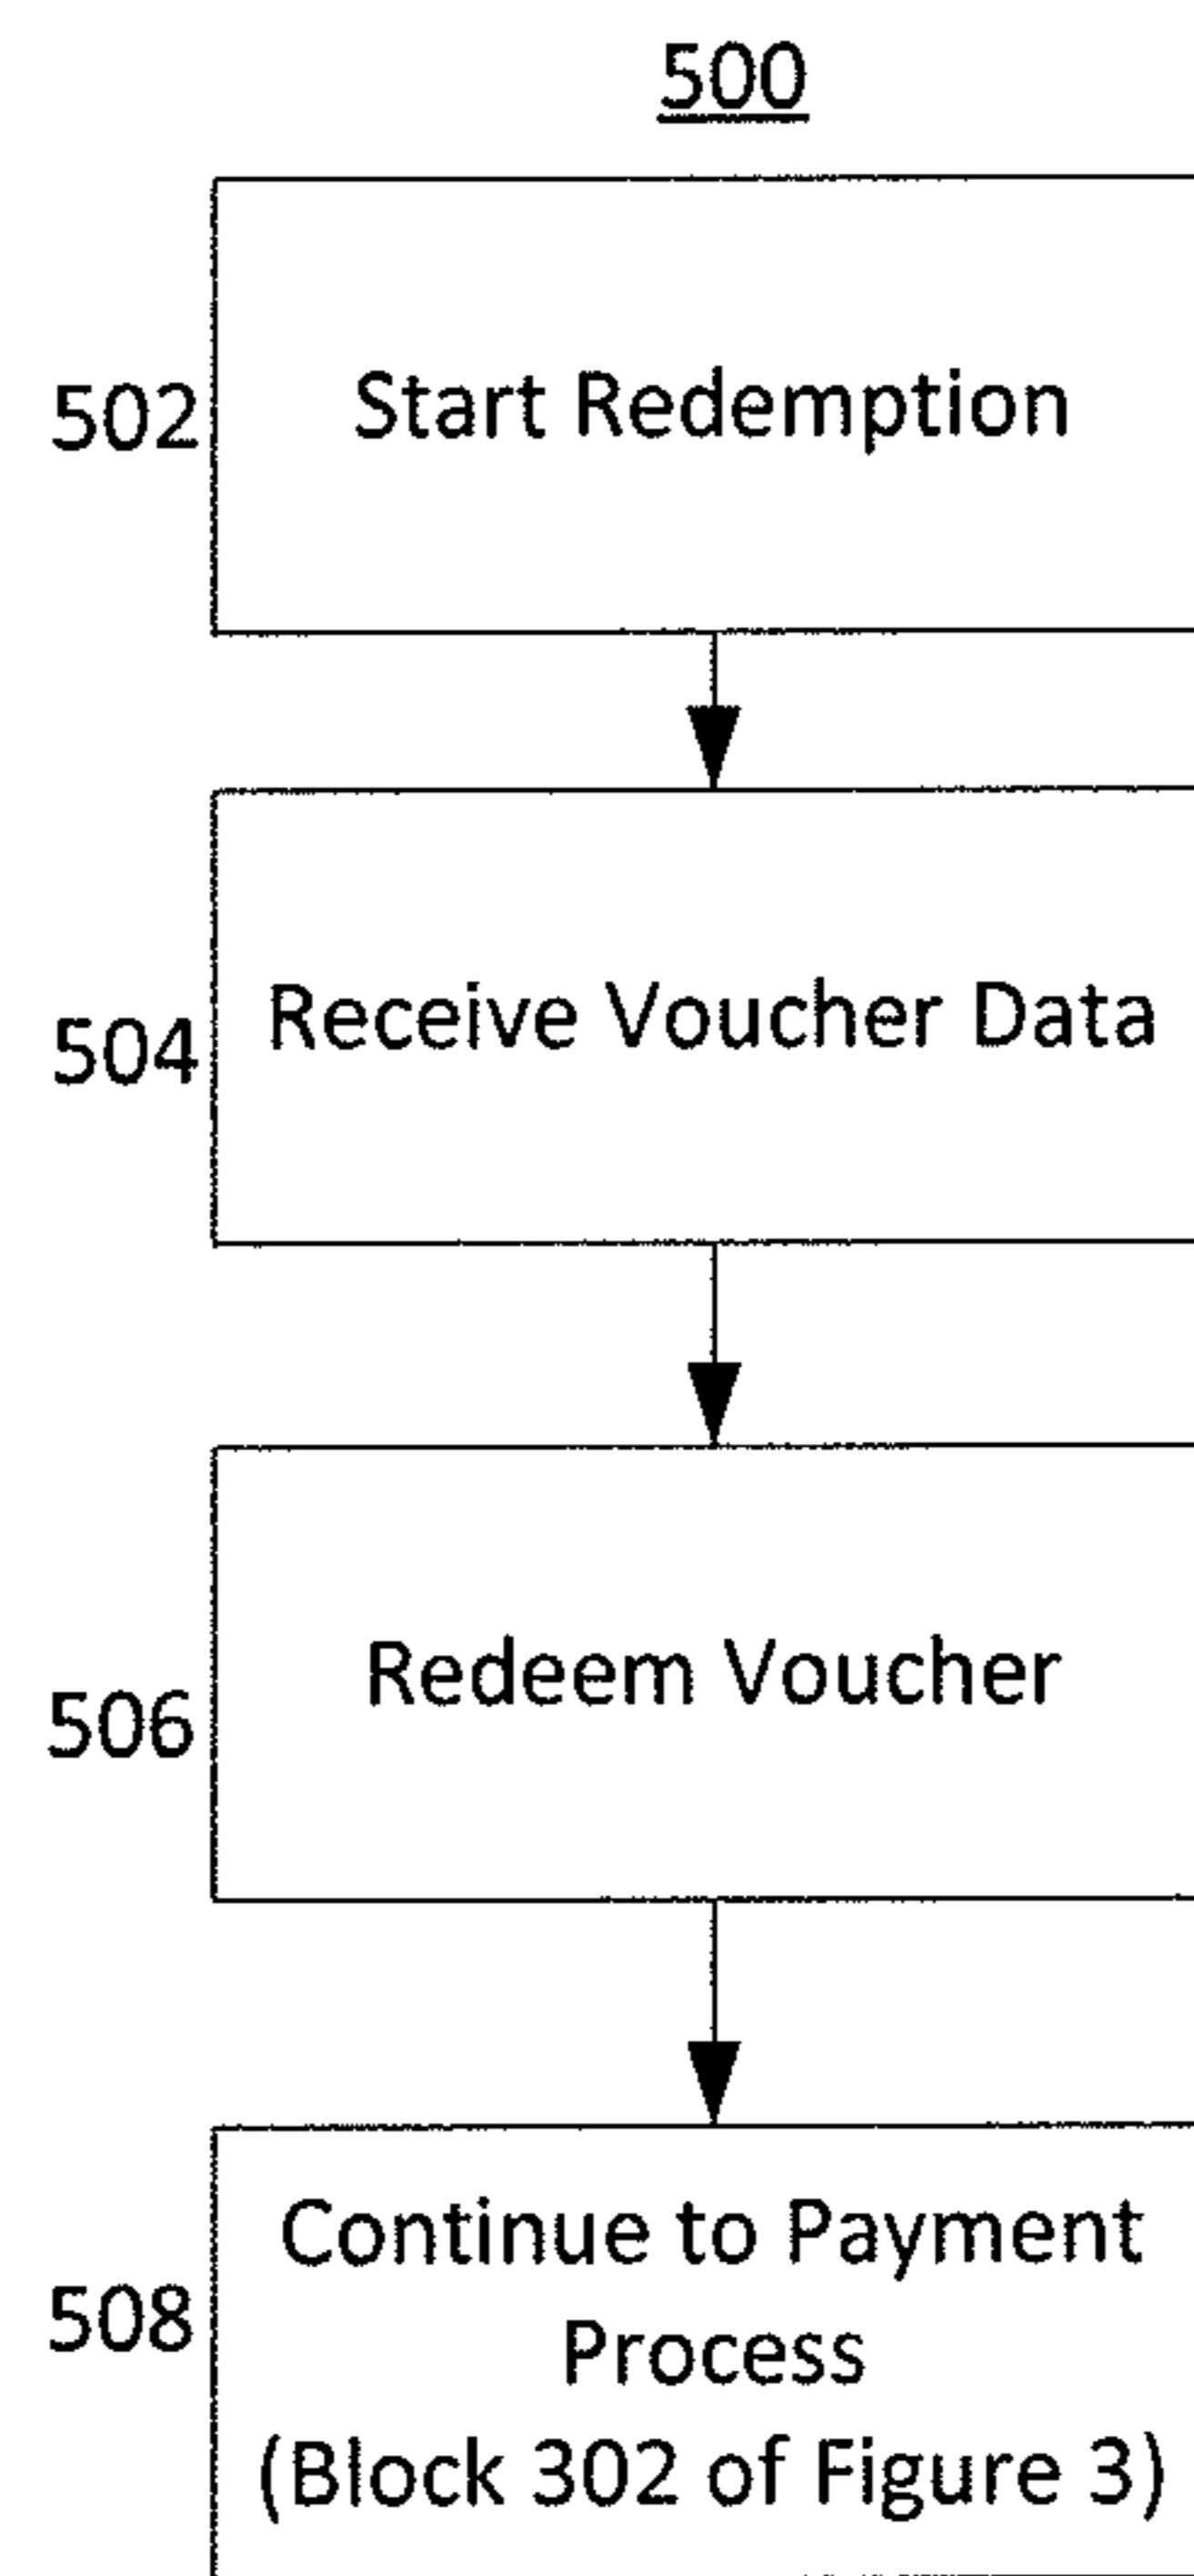 500
502
Start Redemption
504
Receive Voucher Data
506
Redeem Voucher
508
Continue to Payment
Process
(Block 302 of Figure 3)